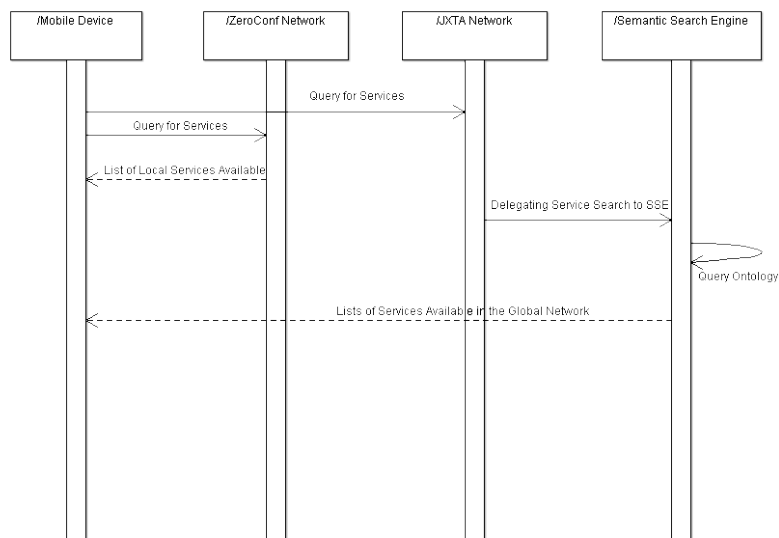 /Mobile Device
/ZeroConf Network
/JXTA Network
/Semantic Search Engine
Query for Services
Query for Services
List of Local Services Available
Delegating Service Search to SSE
Query Ontology
Lists of Services Available in the Global Network